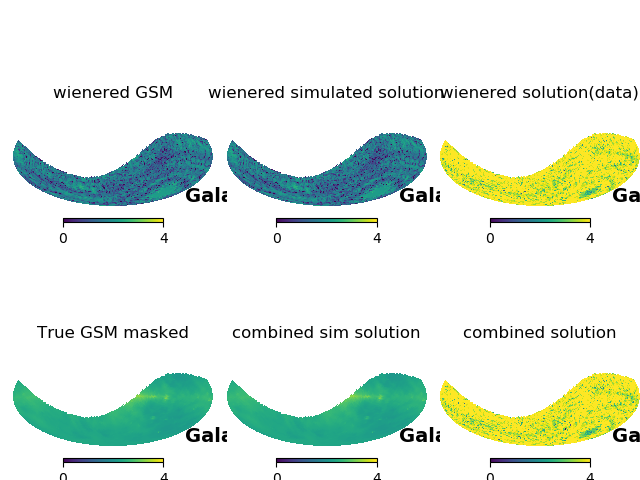 wienered GSM
wienered simulated solution
wienered solution(data)
Gala
Gala
Ga
0 4
0 4
0 4
True GSM masked
combined sim solution
combined solution
Gala
Gala
Ga
0 4
0 4
0 4